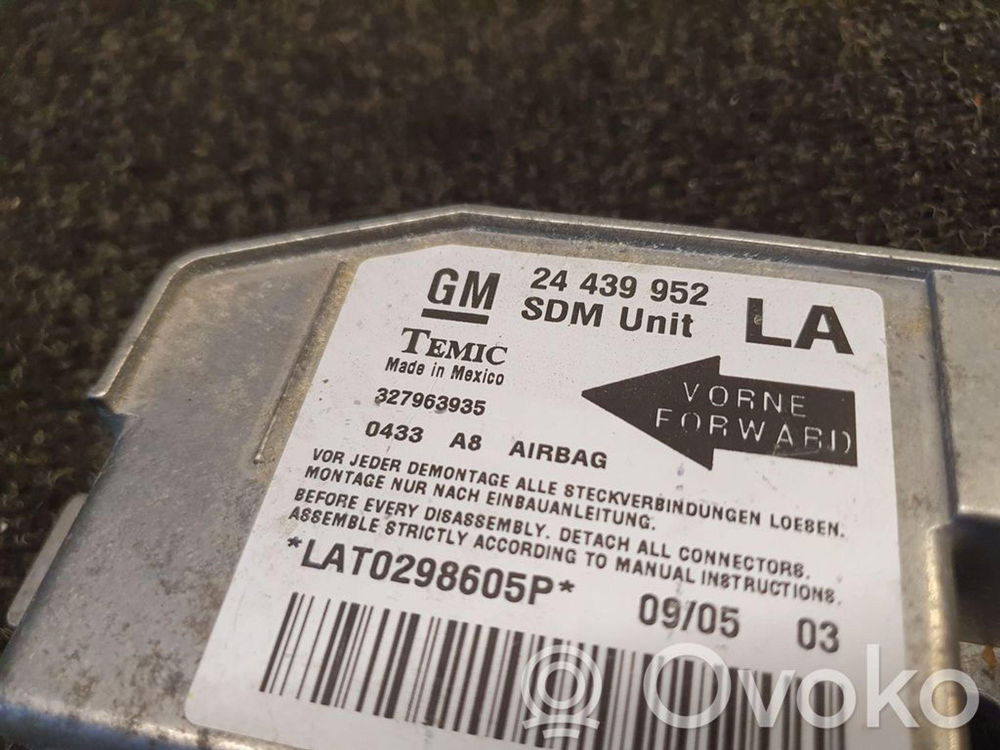 GM
24 439 952
SDM Unit
LA
TEMIC
Made in Mexico
327963935
0433 A8 AIRBAG
VORNE
FORWARD
VOR JEDER DEMONTAGE ALLE STECKVERBINDUNGEN LOESEN.
MONTAGE NUR NACH EINBAUANLEITUNG.
BEFORE EVERY DISASSEMBLY. DETACH ALL CONNECTORS.
ASSEMBLE STRICTLY ACCORDING TO MANUAL INSTRUCTIONS.
*LAT0298605P*
09/05 03
Ovoko